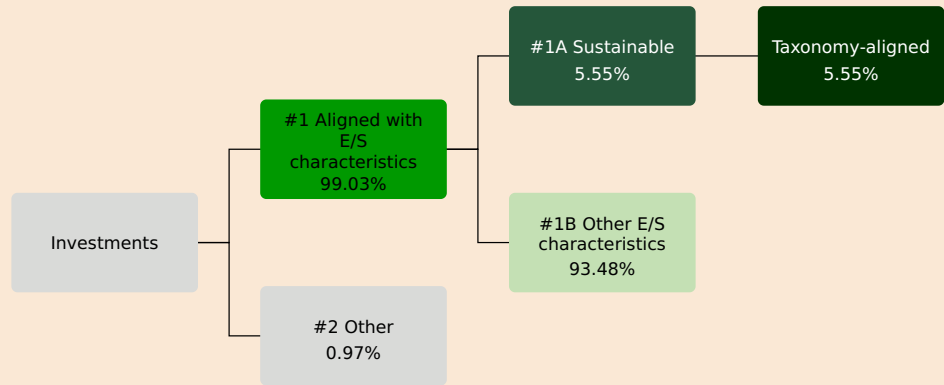 Investments
#1 Aligned with
E/S
characteristics
99.03%
#2 Other
0.97%
#1A Sustainable
5.55%
#1B Other E/S
characteristics
93.48%
Taxonomy-aligned
5.55%